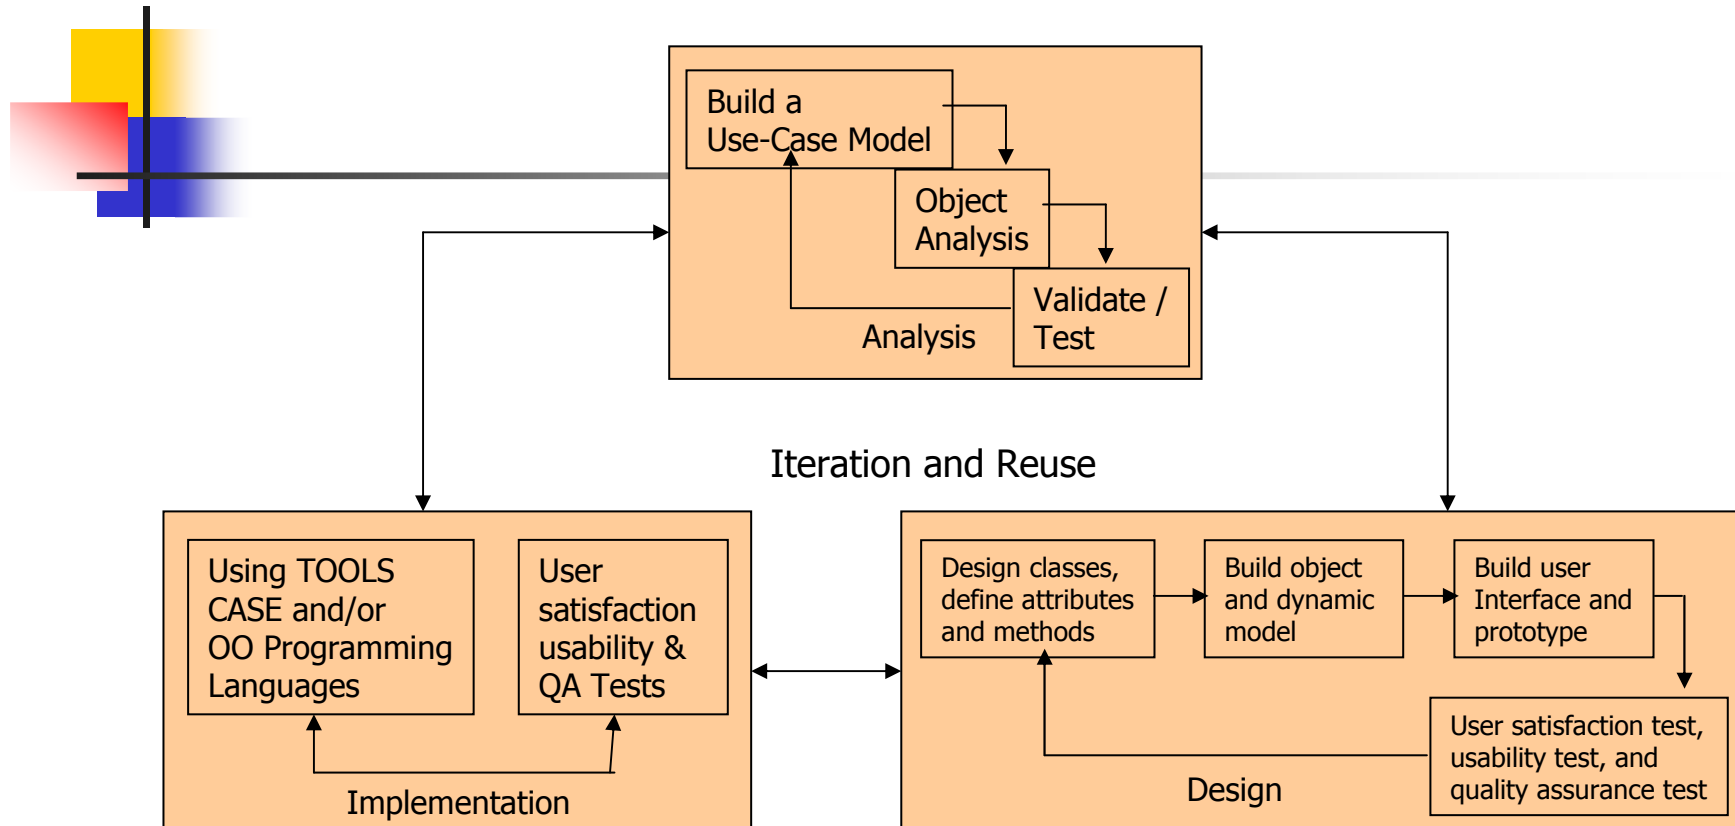 Build a
Use-Case Model
Object
Analysis
Validate /
Test
Analysis
Iteration and Reuse
Using TOOLS
CASE and/or
OO Programming
Languages
User
satisfaction
usability &
QA Tests
Implementation
Design classes,
define attributes
and methods
Build object
and dynamic
model
Build user
Interface and
prototype
User satisfaction test,
usability test, and
quality assurance test
Design